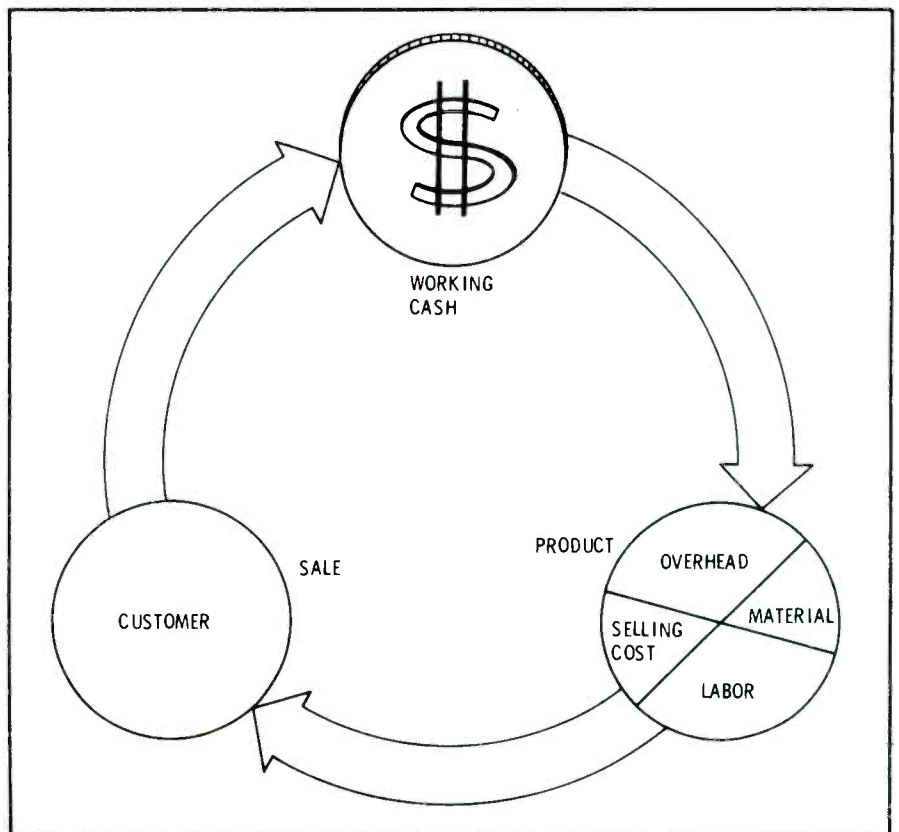 $
WORKING
CASH
PRODUCT
OVERHEAD
MATERIAL
SELLING
COST
LABOR
SALE
CUSTOMER